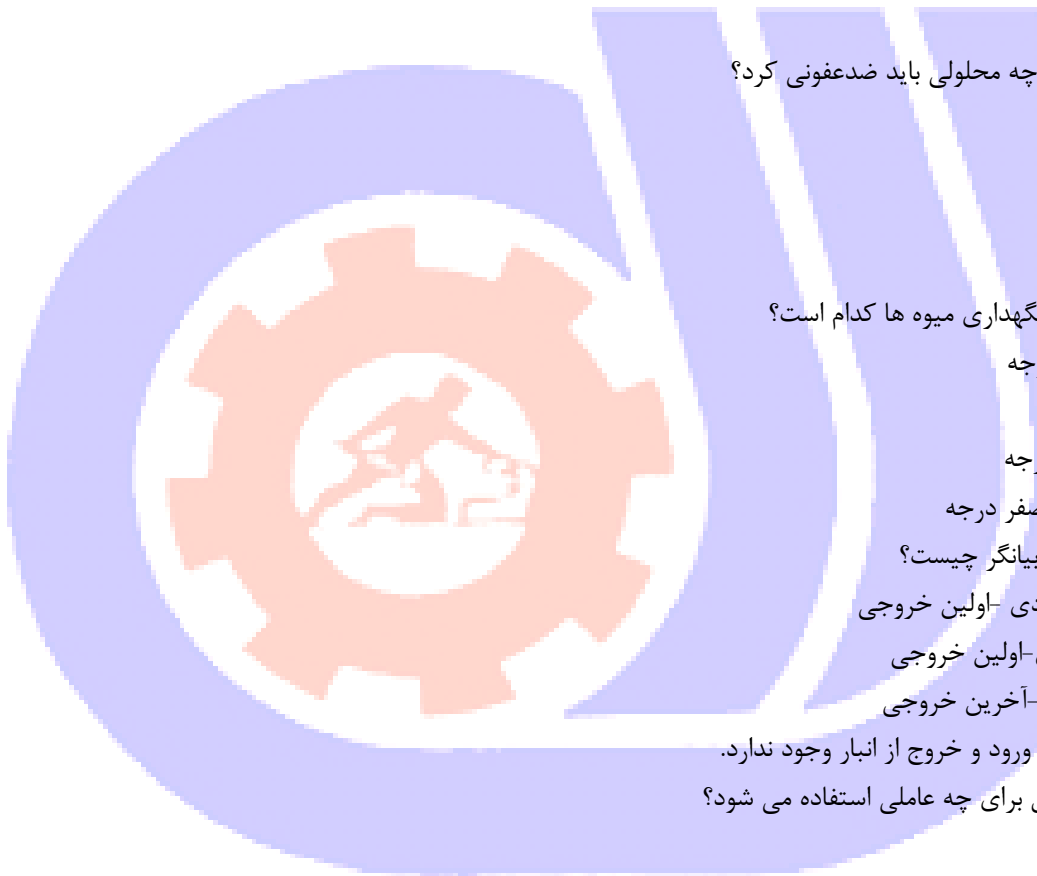 چه محلولی باید ضدعفونی کرد؟
گهداری میوه ها کدام است؟
جه
جه
صفر درجه
بیانگر چیست؟
دی -اولین خروجی
-اولین خروجی
-آخرین خروجی
ورود و خروج از انبار وجود ندارد.
برای چه عاملی استفاده می شود؟